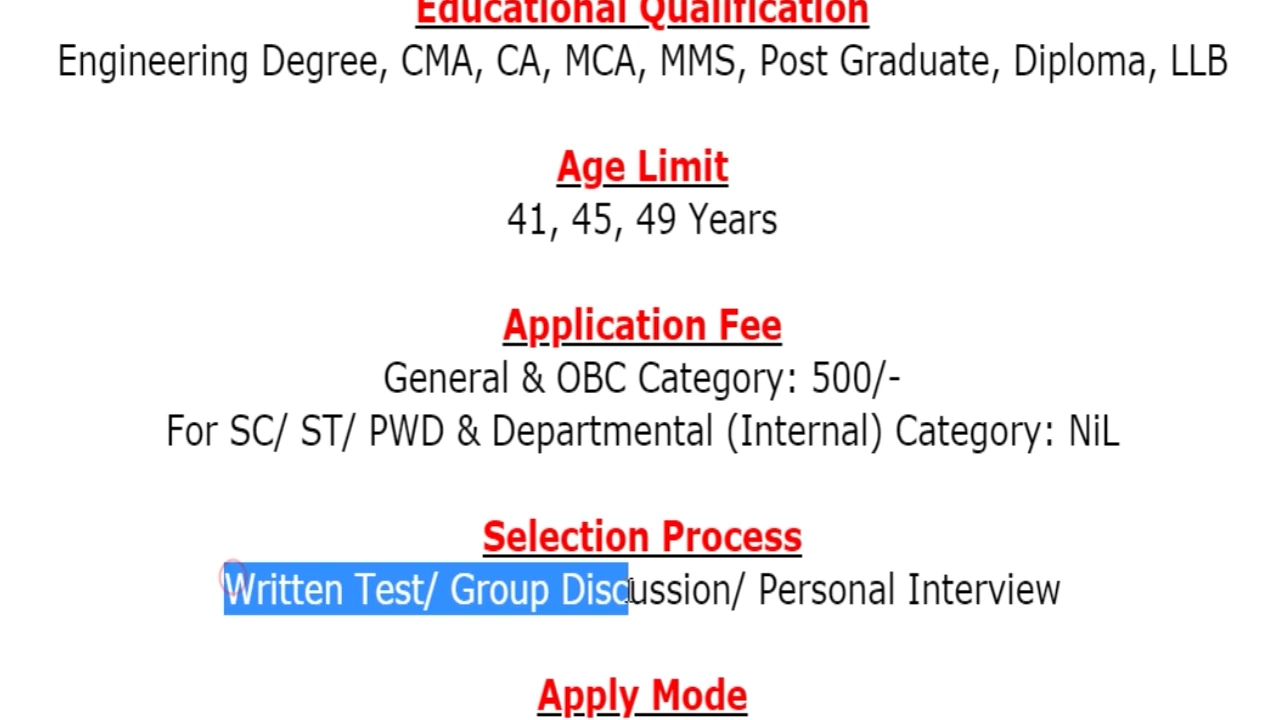 Educational Qualification
Engineering Degree, CMA, CA, MCA, MMS, Post Graduate, Diploma, LLB
Age Limit
41, 45, 49 Years
Application Fee
General & OBC Category: 500/-
For SC/ ST/ PWD & Departmental (Internal) Category: NiL
Selection Process
Written Test/ Group Discussion/ Personal Interview
Apply Mode